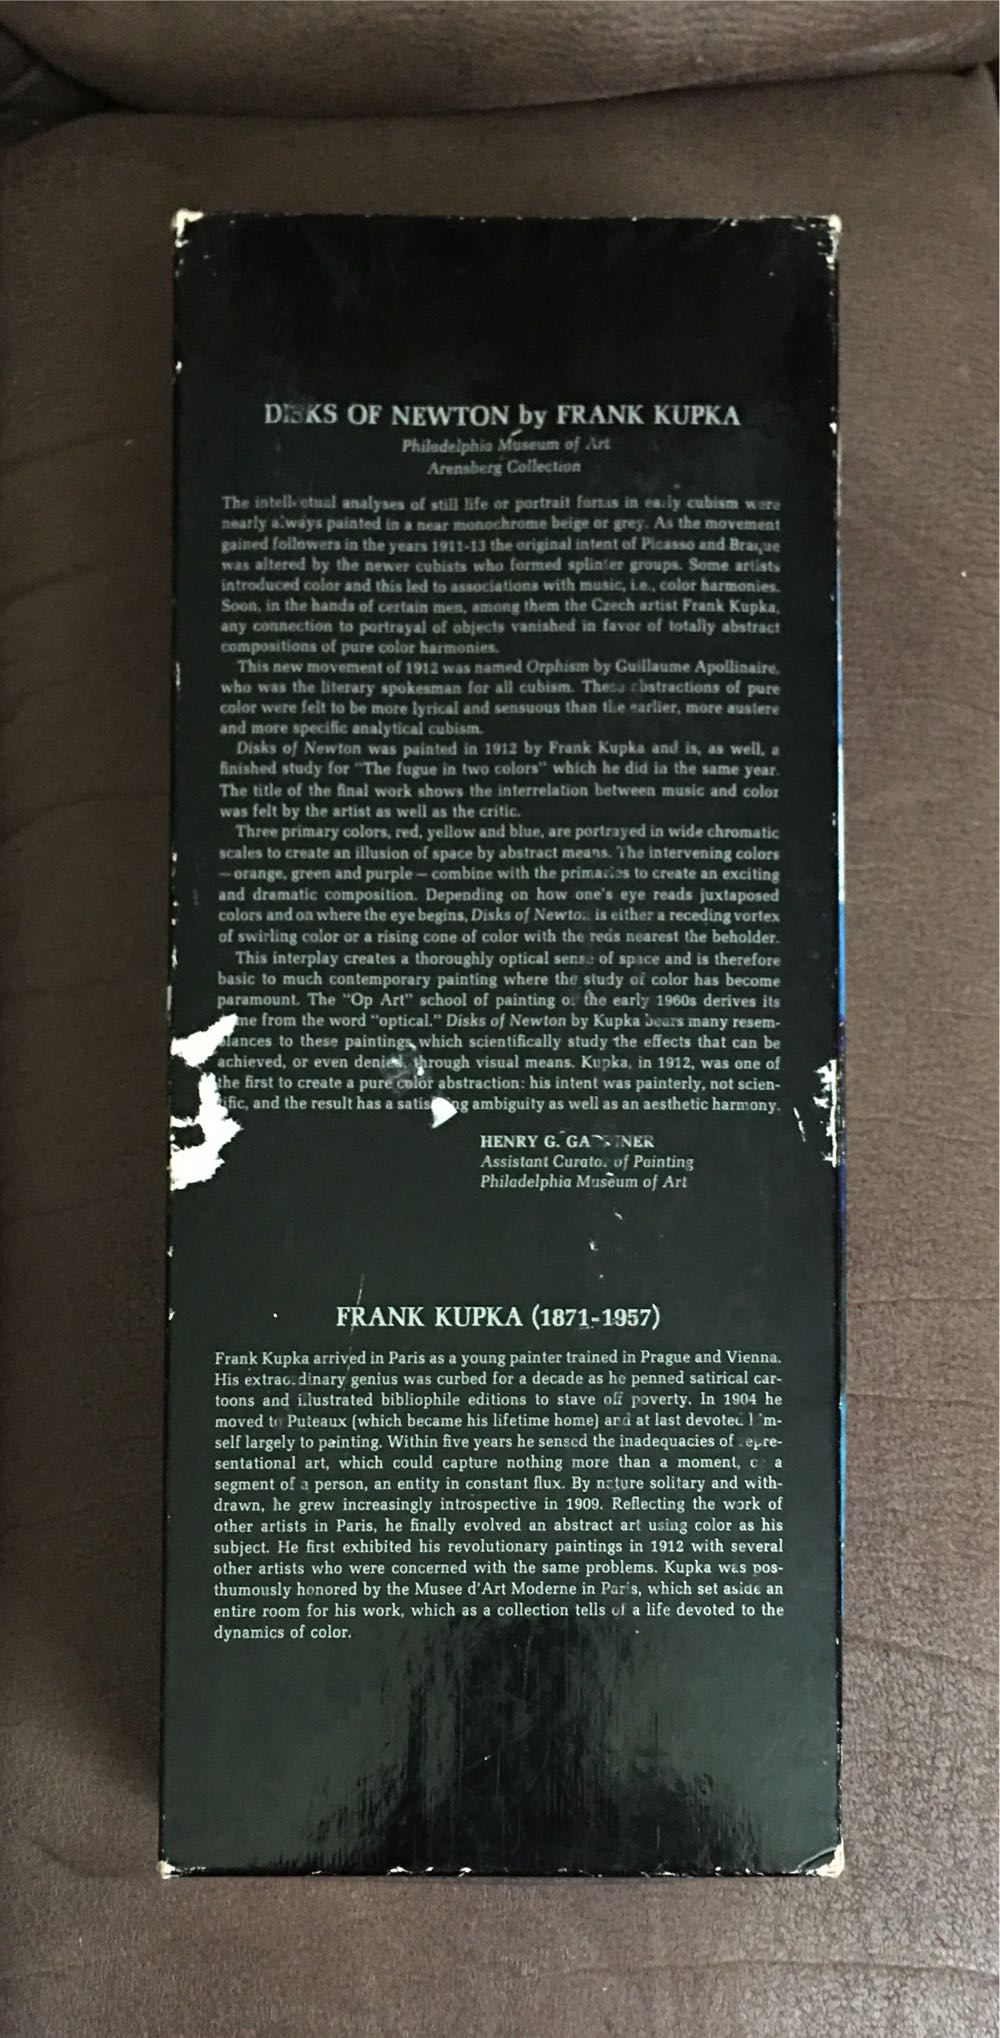 DISKS OF NEWTON by FRANK KUPKA
Philadelphia Museum of Art
Arensberg Collection
The intellectual analyses of still life or portrait forms in early cubism were
nearly always painted in a near monochrome beige or grey. As the movement
gained followers in the years 1911-13 the original intent of Picasso and Braque
was altered by the newer cubists who formed splinter groups. Some artists
introduced color and this led to associations with music, i.e., color harmonies.
Soon, in the hands of certain men, among them the Czech artist Frank Kupka,
any connection to portrayal of objects vanished in favor of totally abstract
compositions of pure color harmonies.
This new movement of 1912 was named Orphism by Guillaume Apollinaire,
who was the literary spokesman for all cubism. These abstractions of pure
color were felt to be more lyrical and sensuous than the earlier, more austere
and more specific analytical cubism.
Disks of Newton was painted in 1912 by Frank Kupka and is, as well, a
finished study for "The fugue in two colors" which he did in the same year.
The title of the final work shows the interrelation between music and color
was felt by the artist as well as the critic.
Three primary colors, red, yellow and blue, are portrayed in wide chromatic
scales to create an illusion of space by abstract means. The intervening colors
— orange, green and purple — combine with the primaries to create an exciting
and dramatic composition. Depending on how one's eye reads juxtaposed
colors and on where the eye begins, Disks of Newton is either a receding vortex
of swirling color or a rising cone of color with the reds nearest the beholder.
This interplay creates a thoroughly optical sense of space and is therefore
basic to much contemporary painting where the study of color has become
paramount. The "Op Art" school of painting of the early 1960s derives its
name from the word "optical." Disks of Newton by Kupka bears many resem-
blances to these paintings, which scientifically study the effects that can be
achieved, or even denied, through visual means. Kupka, in 1912, was one of
the first to create a pure color abstraction: his intent was painterly, not scien-
tific, and the result has a satisfying ambiguity as well as an aesthetic harmony.
HENRY G.
Assistant Curator of Painting
Philadelphia Museum of Art
FRANK KUPKA (1871-1957)
Frank Kupka arrived in Paris as a young painter trained in Prague and Vienna.
His extraordinary genius was curbed for a decade as he penned satirical car-
toons and illustrated bibliophile editions to stave off poverty. In 1904 he
moved to Puteaux (which became his lifetime home) and at last devoted him-
self largely to painting. Within five years he sensed the inadequacies of repre-
sentational art, which could capture nothing more than a moment, or a
segment of a person, an entity in constant flux. By nature solitary and with-
drawn, he grew increasingly introspective in 1909. Reflecting the work of
other artists in Paris, he finally evolved an abstract art using color as his
subject. He first exhibited his revolutionary paintings in 1912 with several
other artists who were concerned with the same problems. Kupka was pos-
thumously honored by the Musee d'Art Moderne in Paris, which set aside an
entire room for his work, which as a collection tells of a life devoted to the
dynamics of color.